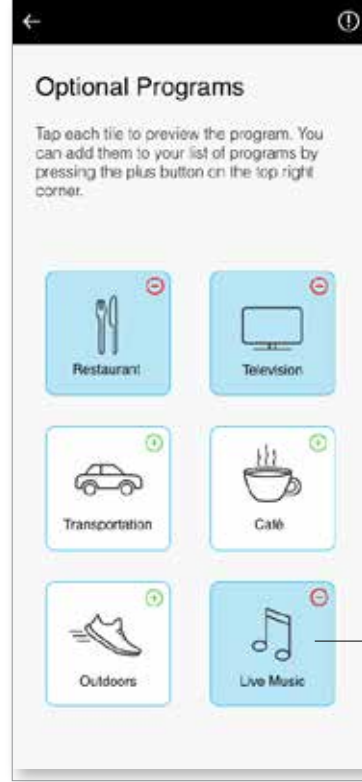 Optional Programs
Tap each tile to preview the program. You
can add them to your list of programs by
pressing the plus button on the top right
corner.
Restaurant
Television
Transportation
Café
Outdoors
Live Music